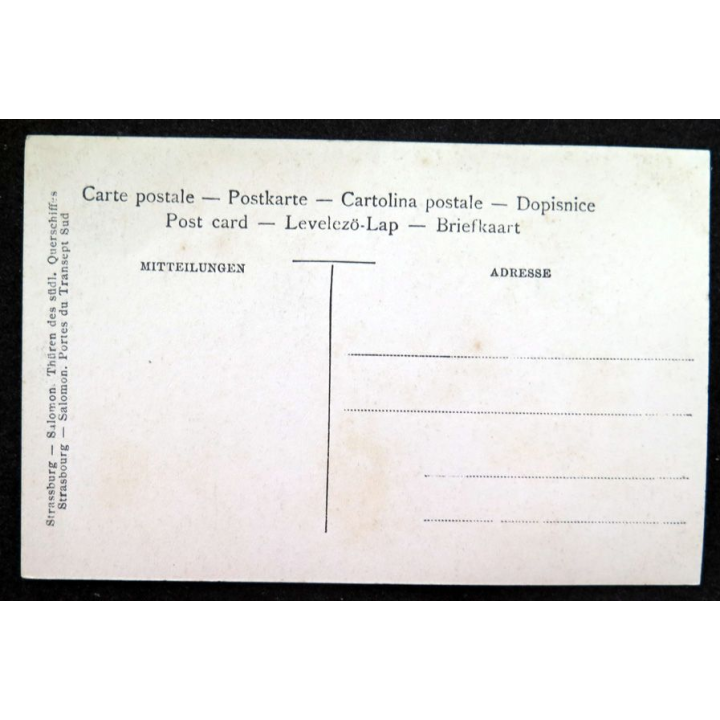 Carte postale — Postkarte — Cartolina postale — Dopisnice
Post card — Levelező-Lap — Briefkaart
MITTEILUNGEN
ADRESSE
Strassburg — Salomon. Thüren des südl. Querschiffes
Strasbourg — Salomon. Portes du Transept Sud